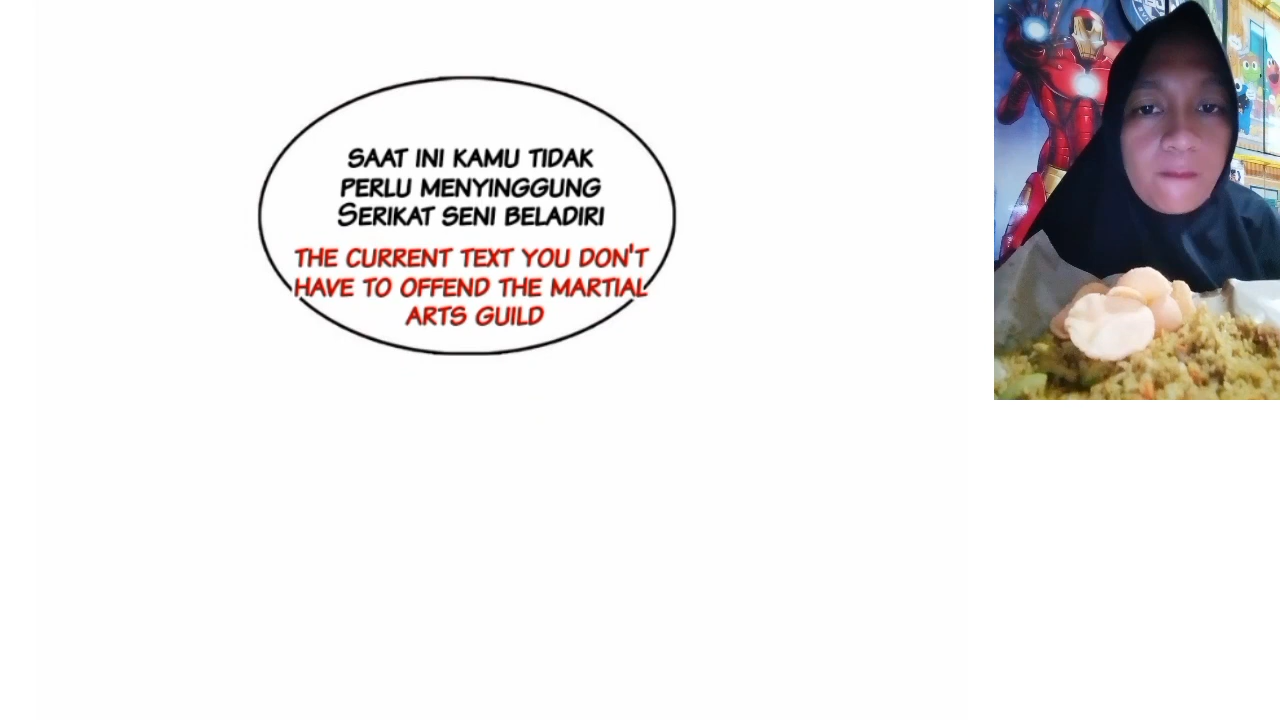 SAAT INI KAMU TIDAK
PERLU MENYINGGUNG
SERIKAT SENI BELADIRI
THE CURRENT TEXT YOU DON'T
HAVE TO OFFEND THE MARTIAL
ARTS GUILD